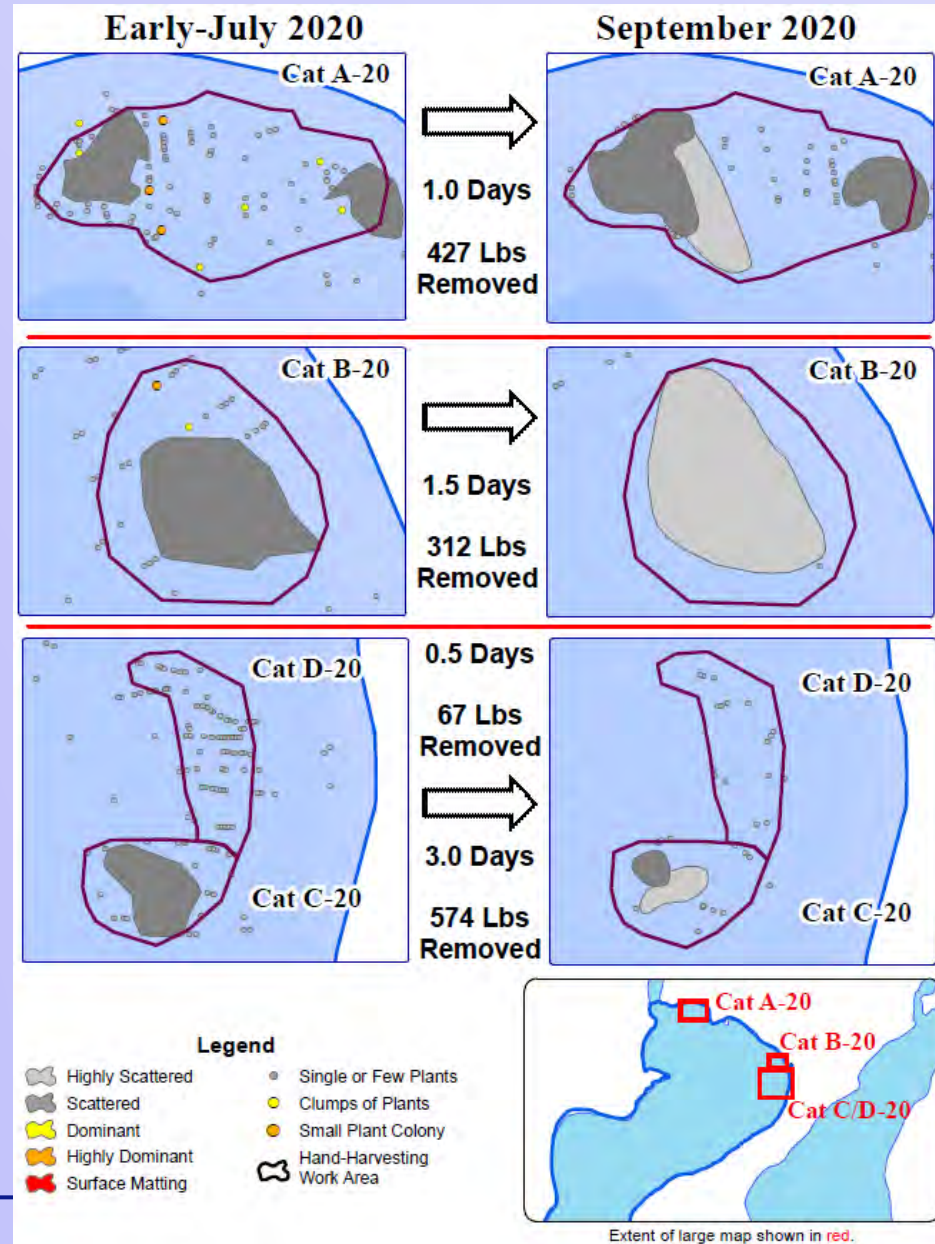 Early-July 2020
September 2020
Cat A-20
Cat A-20
1.0 Days
427 Lbs
Removed
Cat B-20
Cat B-20
1.5 Days
312 Lbs
Removed
Cat D-20
Cat D-20
0.5 Days
67 Lbs
Removed
3.0 Days
Cat C-20
Cat C-20
574 Lbs
Removed
Legend
Highly Scattered
Scattered
Dominant
Highly Dominant
Surface Matting
Single or Few Plants
Clumps of Plants
Small Plant Colony
Hand-Harvesting
Work Area
Cat A-20
Cat B-20
Cat C/D-20
Extent of large map shown in red.